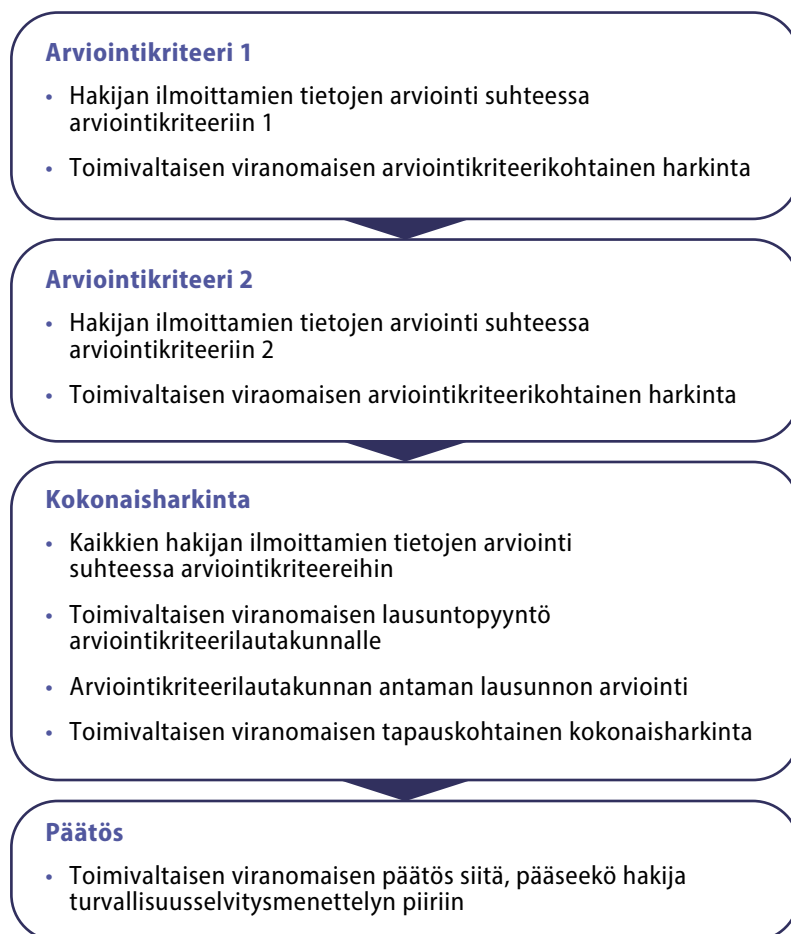 Arviointikriteeri 1
• Hakijan ilmoittamien tietojen arviointi suhteessa
arviointikriteeriin 1
• Toimivaltaisen viranomaisen arviointikriteerikohtainen harkinta
Arviointikriteeri 2
• Hakijan ilmoittamien tietojen arviointi suhteessa
arviointikriteeriin 2
• Toimivaltaisen viraomaisen arviointikriteerikohtainen harkinta
Kokonaisharkinta
• Kaikkien hakijan ilmoittamien tietojen arviointi
suhteessa arviointikriteereihin
• Toimivaltaisen viranomaisen lausuntopyyntö
arviointikriteerilautakunnalle
• Arviointikriteerilautakunnan antaman lausunnon arviointi
• Toimivaltaisen viranomaisen tapauskohtainen kokonaisharkinta
Päätös
• Toimivaltaisen viranomaisen päätös siitä, pääseekö hakija
turvallisuusselvitysmenettelyn piiriin